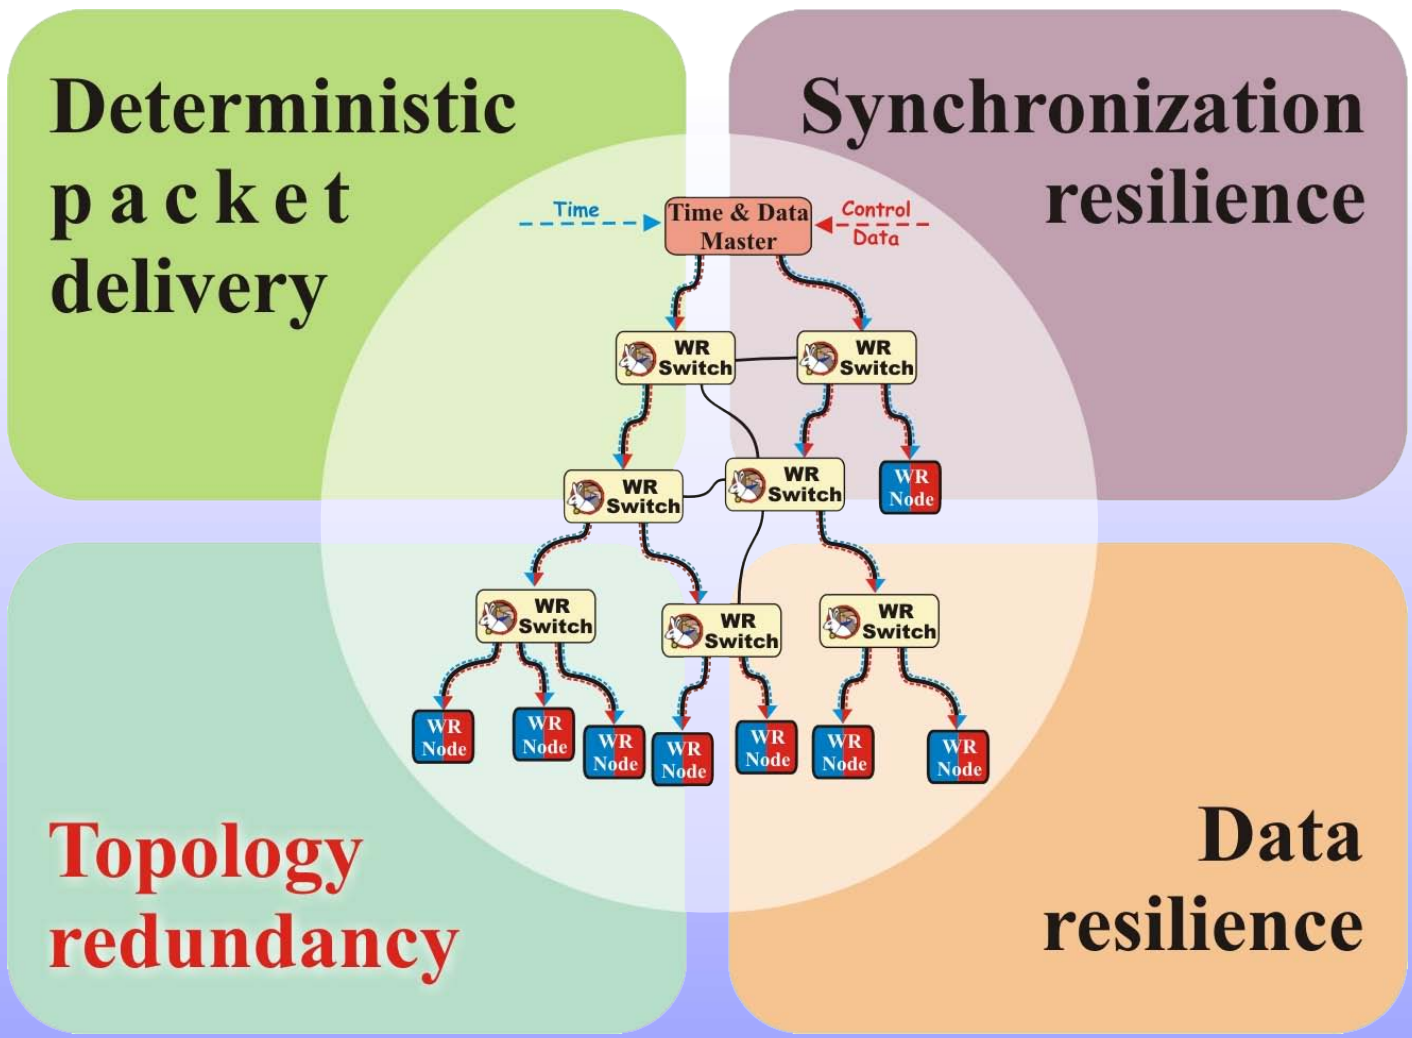 Deterministic
packet
delivery
Synchronization
resilience
Time
Time & Data
Master
Control
Data
WR
Switch
WR
Switch
WR
Switch
WR
Switch
WR
Node
WR
Switch
WR
Switch
WR
Switch
WR
Node
WR
Node
WR
Node
WR
Node
WR
Node
WR
Node
WR
Node
Topology
redundancy
Data
resilience